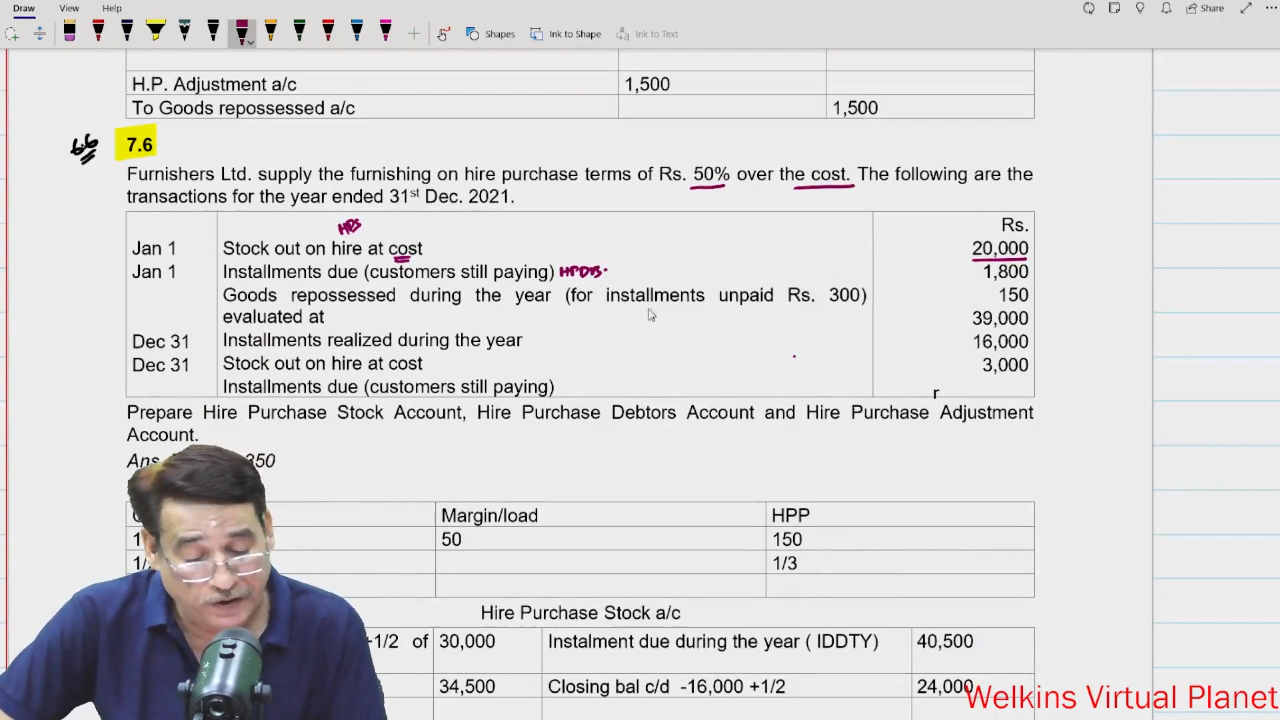 Draw View Help
Share
Shapes Ink to Shape Ink to Text
H.P. Adjustment a/c 1,500
To Goods repossessed a/c 1,500
6.6 7.6
Furnishers Ltd. supply the furnishing on hire purchase terms of Rs. 50% over the cost. The following are the
transactions for the year ended 31st Dec. 2021.
Rs.
HPS
Jan 1 Stock out on hire at cost 20,000
Jan 1 Installments due (customers still paying) HPDrs. 1,800
Goods repossessed during the year (for installments unpaid Rs. 300) 150
evaluated at 39,000
Dec 31 Installments realized during the year 16,000
Dec 31 Stock out on hire at cost 3,000
Installments due (customers still paying)
r
Prepare Hire Purchase Stock Account, Hire Purchase Debtors Account and Hire Purchase Adjustment
Account.
Ans. 350
Margin/load HPP
50 150
1/3
Hire Purchase Stock a/c
+1/2 of 30,000 Instalment due during the year ( IDDTY) 40,500
34,500 Closing bal c/d -16,000 +1/2 24,000
Welkins Virtual Planet